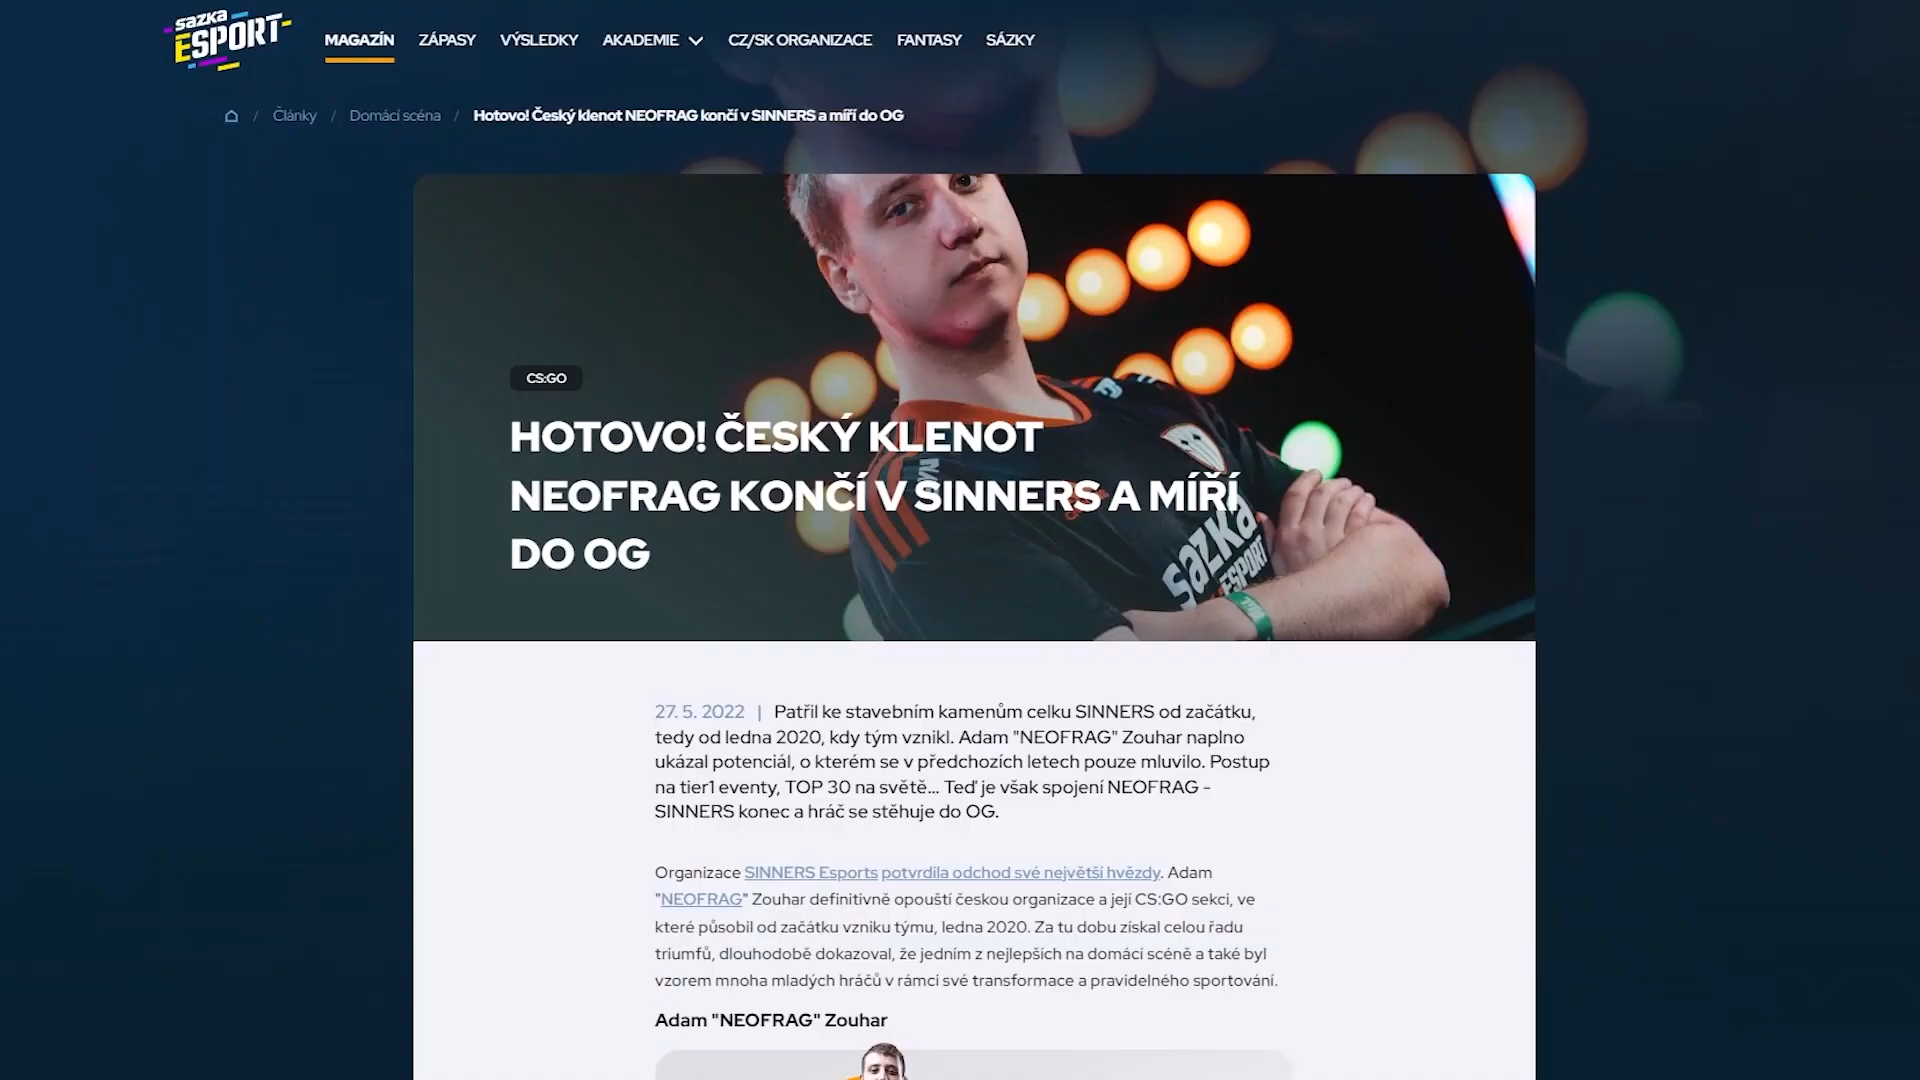 sazka
ESPORT
MAGAZÍN
ZÁPASY
VÝSLEDKY
AKADEMIE
CZ/SK ORGANIZACE
FANTASY
SÁZKY
/ Články / Domácí scéna / Hotovo! Český klenot NEOFRAG končí v SINNERS a míří do OG
CS:GO
HOTOVO! ČESKÝ KLENOT
NEOFRAG KONČÍ V SINNERS A MÍŘÍ
DO OG
sazka
ESPORT
27. 5. 2022 | Patřil ke stavebním kamenům celku SINNERS od začátku,
tedy od ledna 2020, kdy tým vznikl. Adam "NEOFRAG" Zouhar naplno
ukázal potenciál, o kterém se v předchozích letech pouze mluvilo. Postup
na tier1 eventy, TOP 30 na světě... Teď je však spojení NEOFRAG -
SINNERS konec a hráč se stěhuje do OG.
Organizace SINNERS Esports potvrdila odchod své největší hvězdy. Adam
"NEOFRAG" Zouhar definitivně opouští českou organizace a její CS:GO sekci, ve
které působil od začátku vzniku týmu, ledna 2020. Za tu dobu získal celou řadu
triumfů, dlouhodobě dokazoval, že jedním z nejlepších na domácí scéně a také byl
vzorem mnoha mladých hráčů v rámci své transformace a pravidelného sportování.
Adam "NEOFRAG" Zouhar